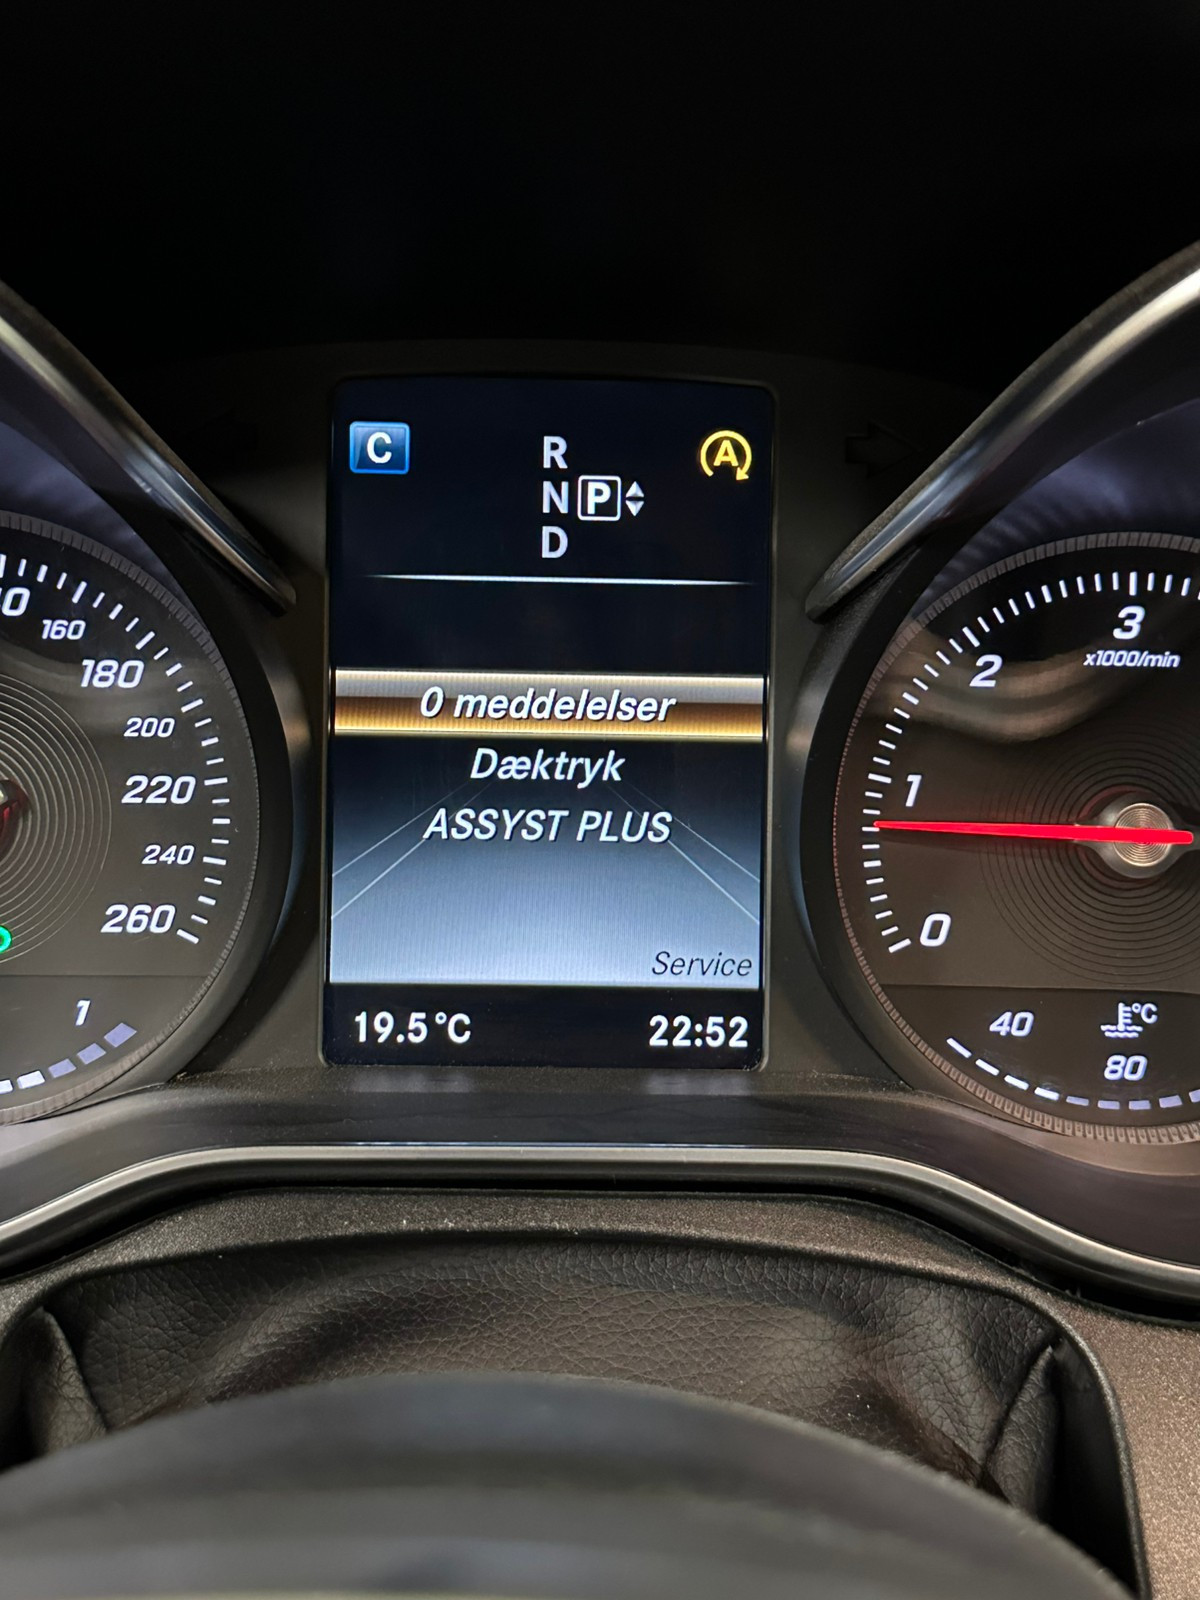 C
R
N P
D
A
0 meddelelser
Dæktryk
ASSYST PLUS
Service
19.5°C
22:52
160
180
200
220
240
260
1
3
x1000/min
2
1
0
40
°C
80